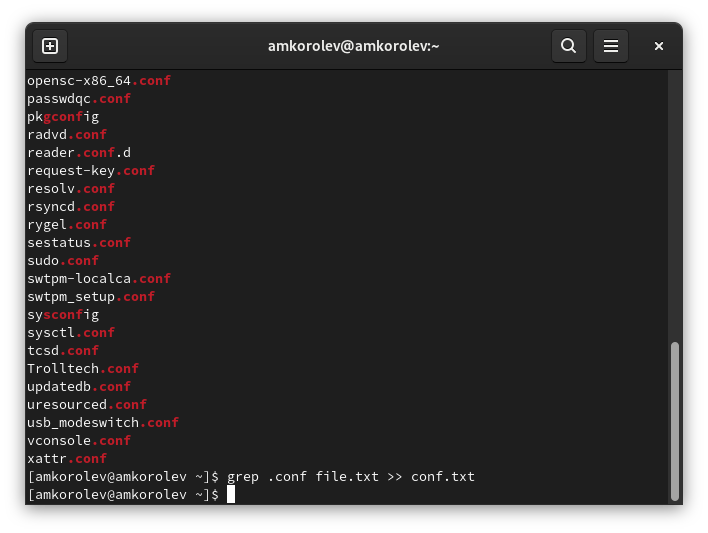 amkorolev@amkorolev:~
opensc-x86_64.conf
passwdqc.conf
pkgconfig
radvd.conf
reader.conf.d
request-key.conf
resolv.conf
rsyncd.conf
rygel.conf
sestatus.conf
sudo.conf
swtpm-localca.conf
swtpm_setup.conf
sysconfig
sysctl.conf
tcsd.conf
Trolltech.conf
updatedb.conf
uresourced.conf
usb_modeswitch.conf
vconsole.conf
xattr.conf
[amkorolev@amkorolev ~]$ grep .conf file.txt >> conf.txt
[amkorolev@amkorolev ~]$